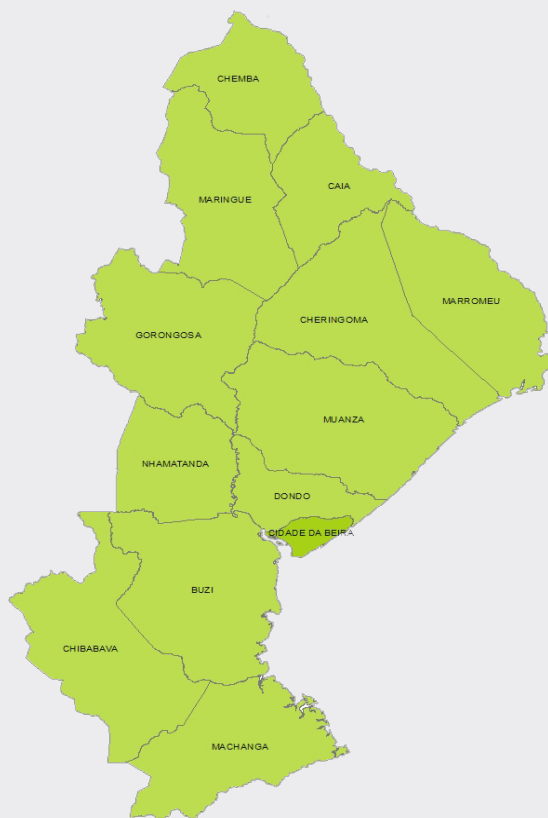 CHEMBA
CAIA
MARINGUE
MARROMEU
CHERINGOMA
GORONGOSA
MUANZA
NHAMATANDA
DONDO
CIDADE DA BEIRA
BUZI
CHIBABAVA
MACHANGA